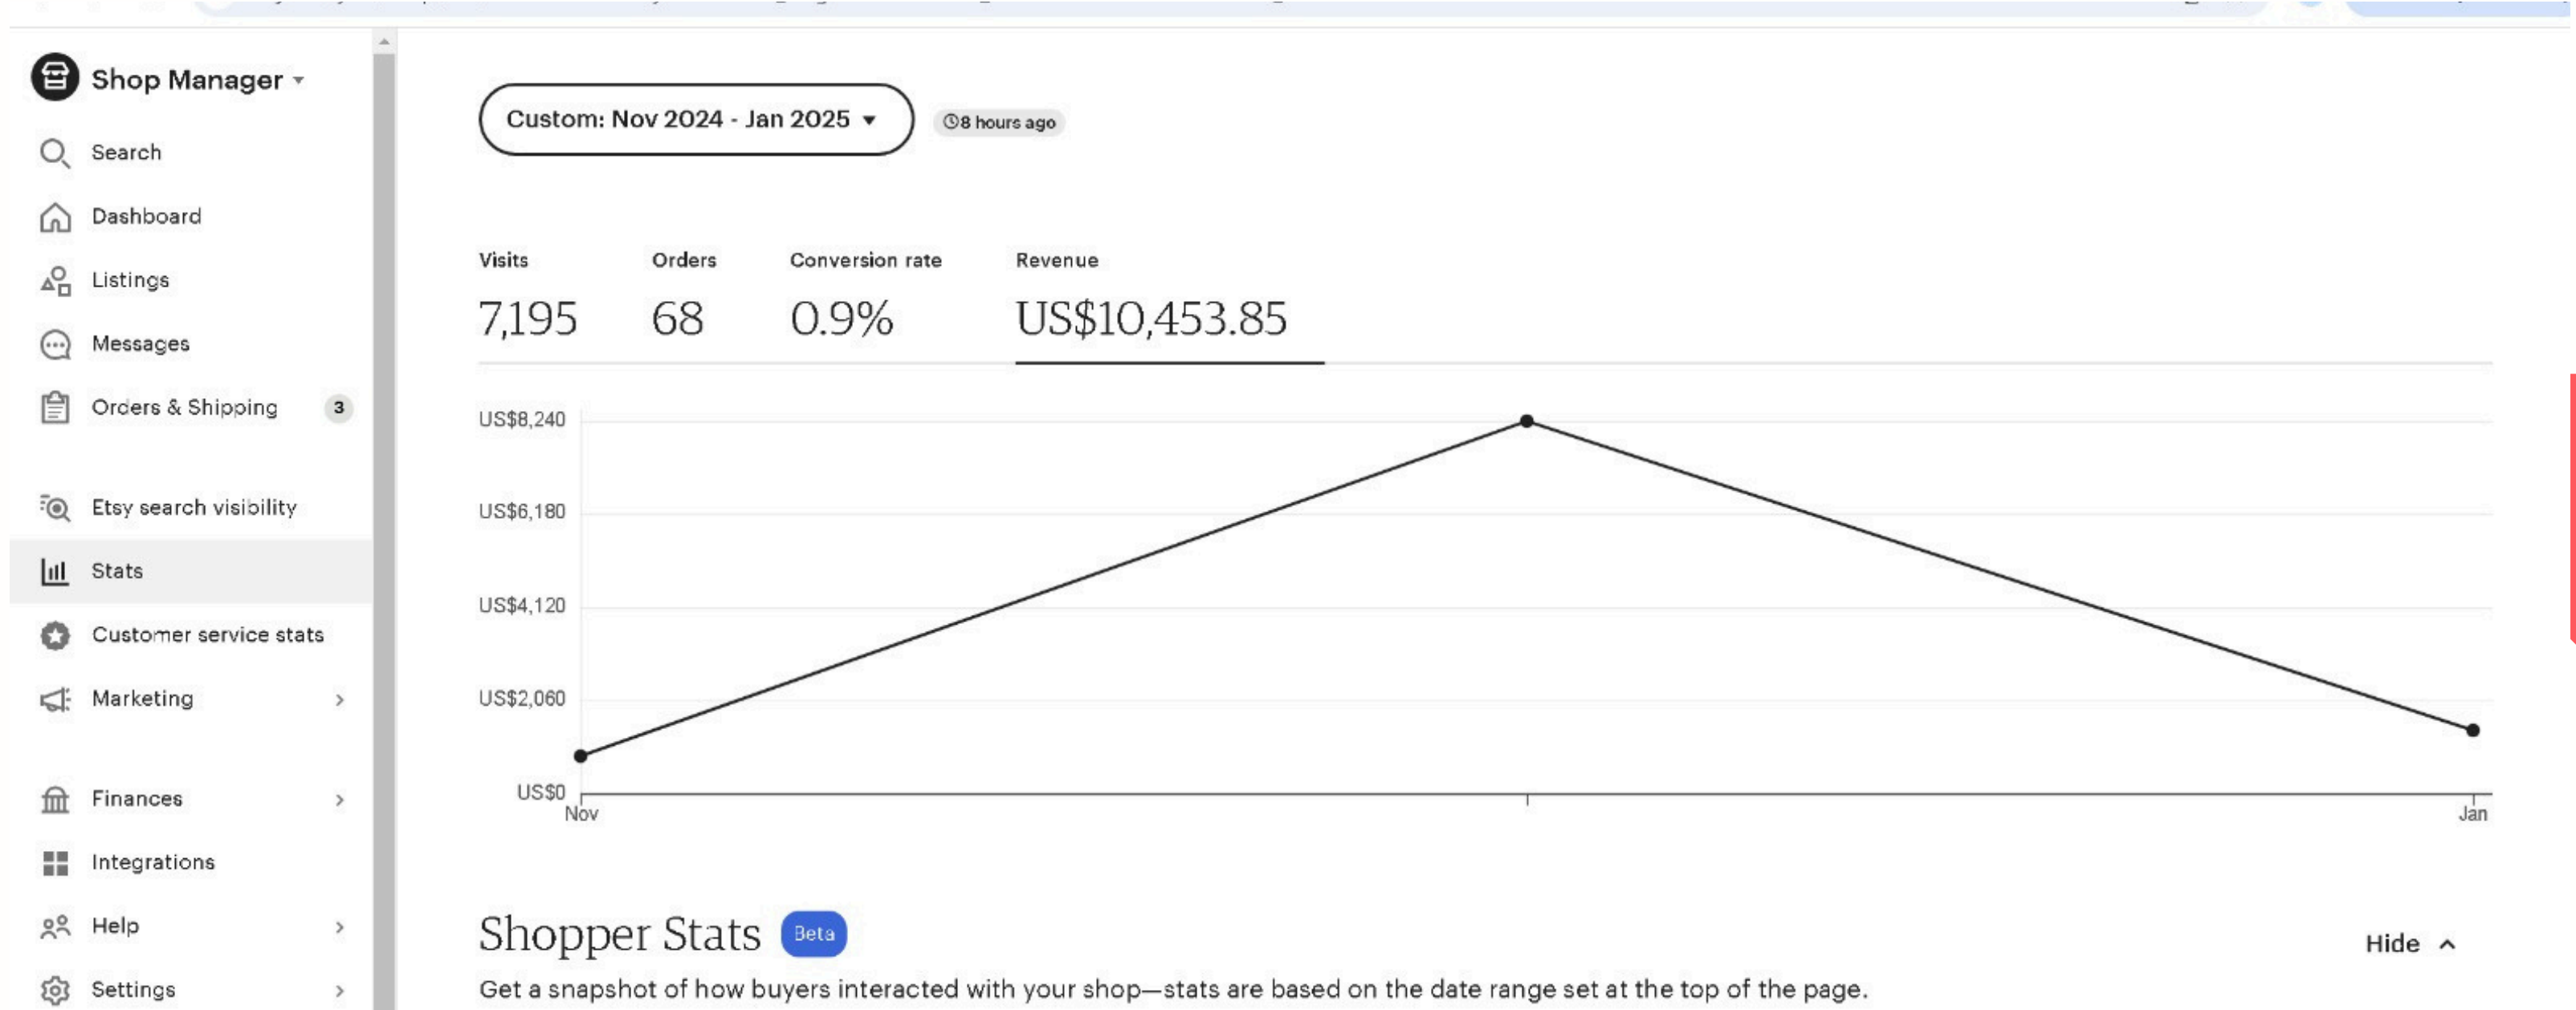 Shop Manager
Search
Dashboard
Listings
Messages
Orders & Shipping 3
Etsy search visibility
Stats
Customer service stats
Marketing
Finances
Integrations
Help
Settings
Custom: Nov 2024 - Jan 2025
8 hours ago
Visits Orders Conversion rate Revenue
7,195 68 0.9% US$10,453.85
US$8,240
US$6,180
US$4,120
US$2,060
US$0
Nov Jan
Shopper Stats Beta
Hide
Get a snapshot of how buyers interacted with your shop—stats are based on the date range set at the top of the page.